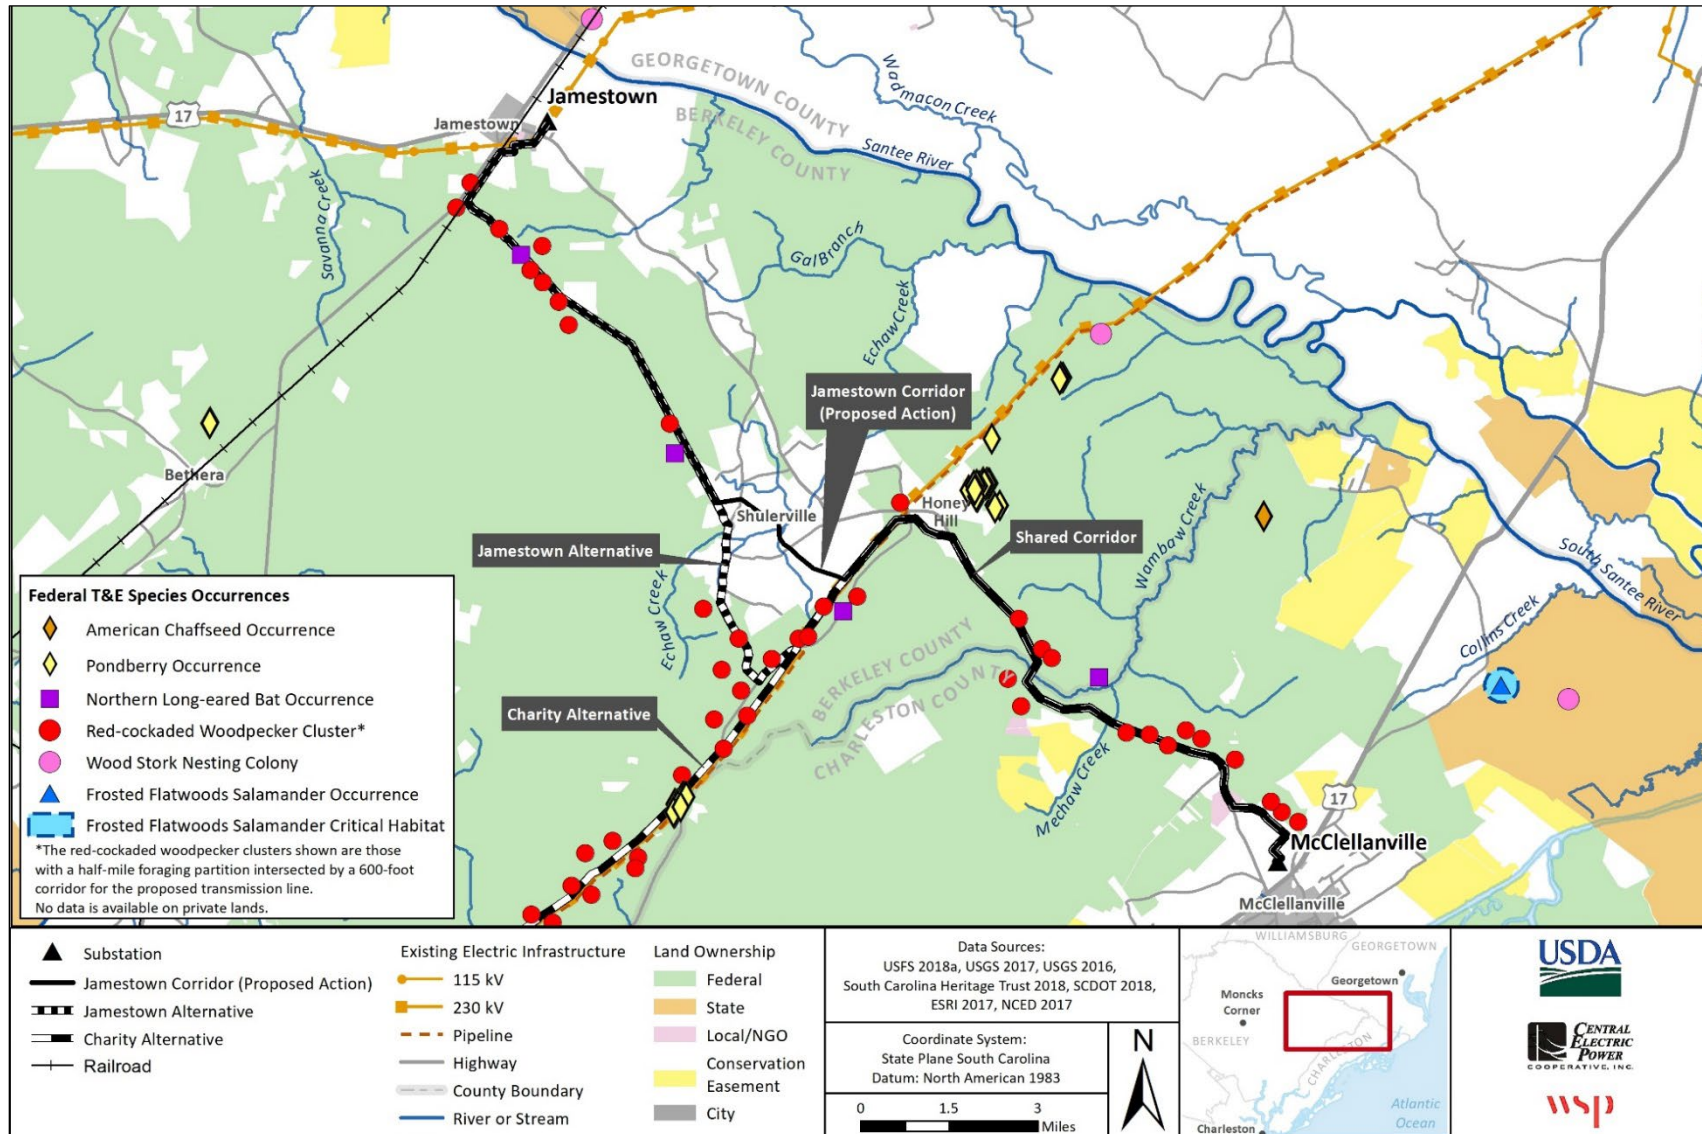 GEORGETOWN COUNTY
BERKELEY COUNTY
Wadmacon Creek
Santee River
Jamestown
Jamestown
17
Savanna Creek
Gal Branch
Echaw Creek
Jamestown Corridor
(Proposed Action)
Bethera
Shulerville
Honey
Hill
Shared Corridor
Jamestown Alternative
Wambaw Creek
South Santee River
Collins Creek
Echaw Creek
BERKELEY COUNTY
CHARLESTON COUNTY
Charity Alternative
Mechaw Creek
17
McClellanville
McClellanville
Federal T&E Species Occurrences
American Chaffseed Occurrence
Pondberry Occurrence
Northern Long-eared Bat Occurrence
Red-cockaded Woodpecker Cluster*
Wood Stork Nesting Colony
Frosted Flatwoods Salamander Occurrence
Frosted Flatwoods Salamander Critical Habitat
*The red-cockaded woodpecker clusters shown are those
with a half-mile foraging partition intersected by a 600-foot
corridor for the proposed transmission line.
No data is available on private lands.
Substation
Jamestown Corridor (Proposed Action)
Jamestown Alternative
Charity Alternative
Railroad
Existing Electric Infrastructure
115 kV
230 kV
Pipeline
Highway
County Boundary
River or Stream
Land Ownership
Federal
State
Local/NGO
Conservation
Easement
City
Data Sources:
USFS 2018a, USGS 2017, USGS 2016,
South Carolina Heritage Trust 2018, SCDOT 2018,
ESRI 2017, NCED 2017
Coordinate System:
State Plane South Carolina
Datum: North American 1983
0 1.5 3
Miles
N
WILLIAMSBURG
GEORGETOWN
Georgetown
Moncks
Corner
BERKELEY
CHARLESTON
Atlantic
Ocean
Charleston
USDA
CENTRAL
ELECTRIC
POWER
COOPERATIVE, INC.
wsp